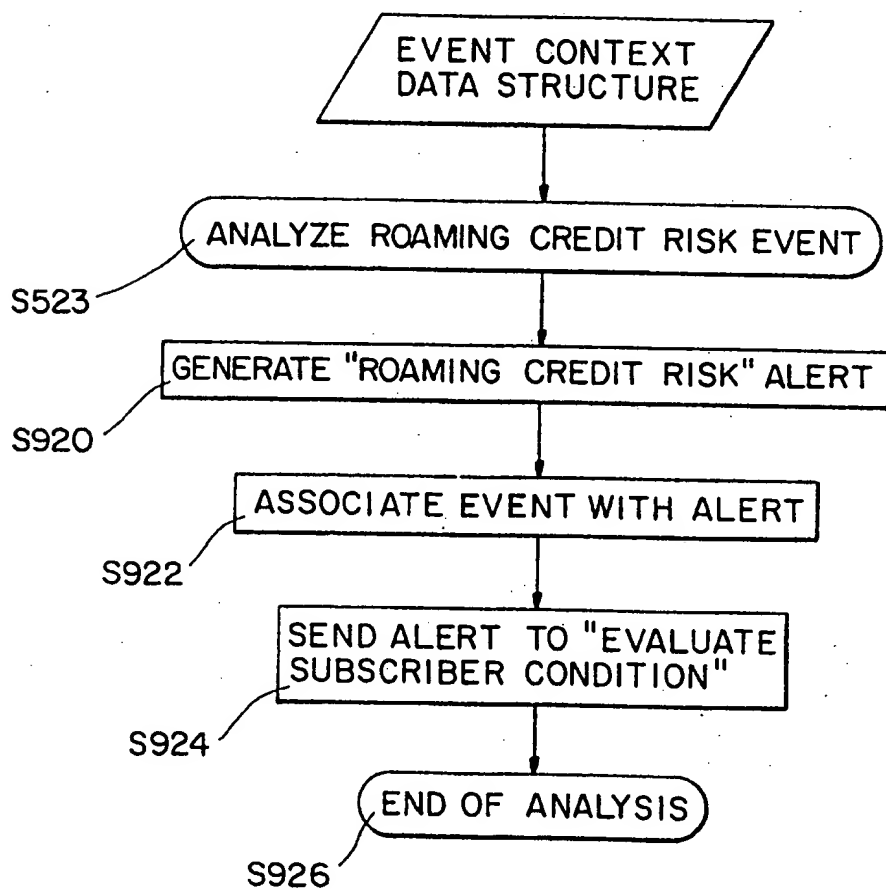 EVENT CONTEXT
DATA STRUCTURE
ANALYZE ROAMING CREDIT RISK EVENT
S523
GENERATE "ROAMING CREDIT RISK" ALERT
S920
ASSOCIATE EVENT WITH ALERT
S922
SEND ALERT TO "EVALUATE
SUBSCRIBER CONDITION"
S924
END OF ANALYSIS
S926